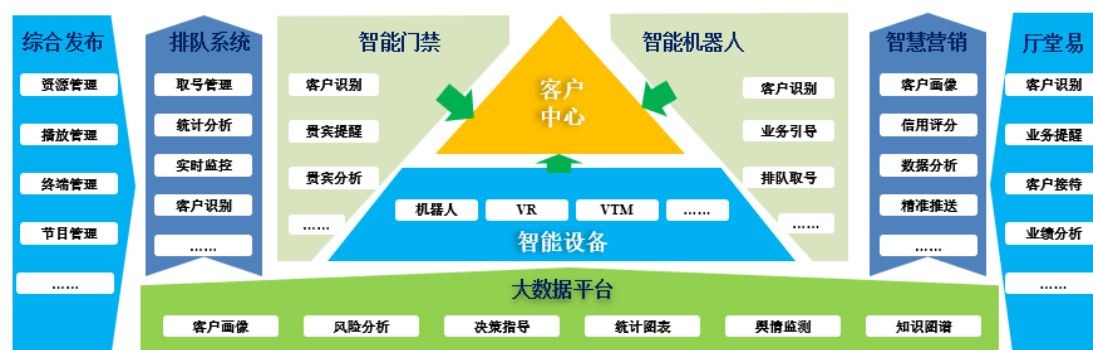 综合发布
资源管理
播放管理
终端管理
节目管理
……
排队系统
取号管理
统计分析
实时监控
客户识别
……
智能门禁
客户识别
贵宾提醒
贵宾分析
……
客户
中心
机器人
VR
VTM
……
智能设备
智能机器人
客户识别
业务引导
排队取号
……
智慧营销
客户画像
信用评分
数据分析
精准推送
……
厅堂易
客户识别
业务提醒
客户接待
业绩分析
……
大数据平台
客户画像
风险分析
决策指导
统计图表
舆情监测
知识图谱